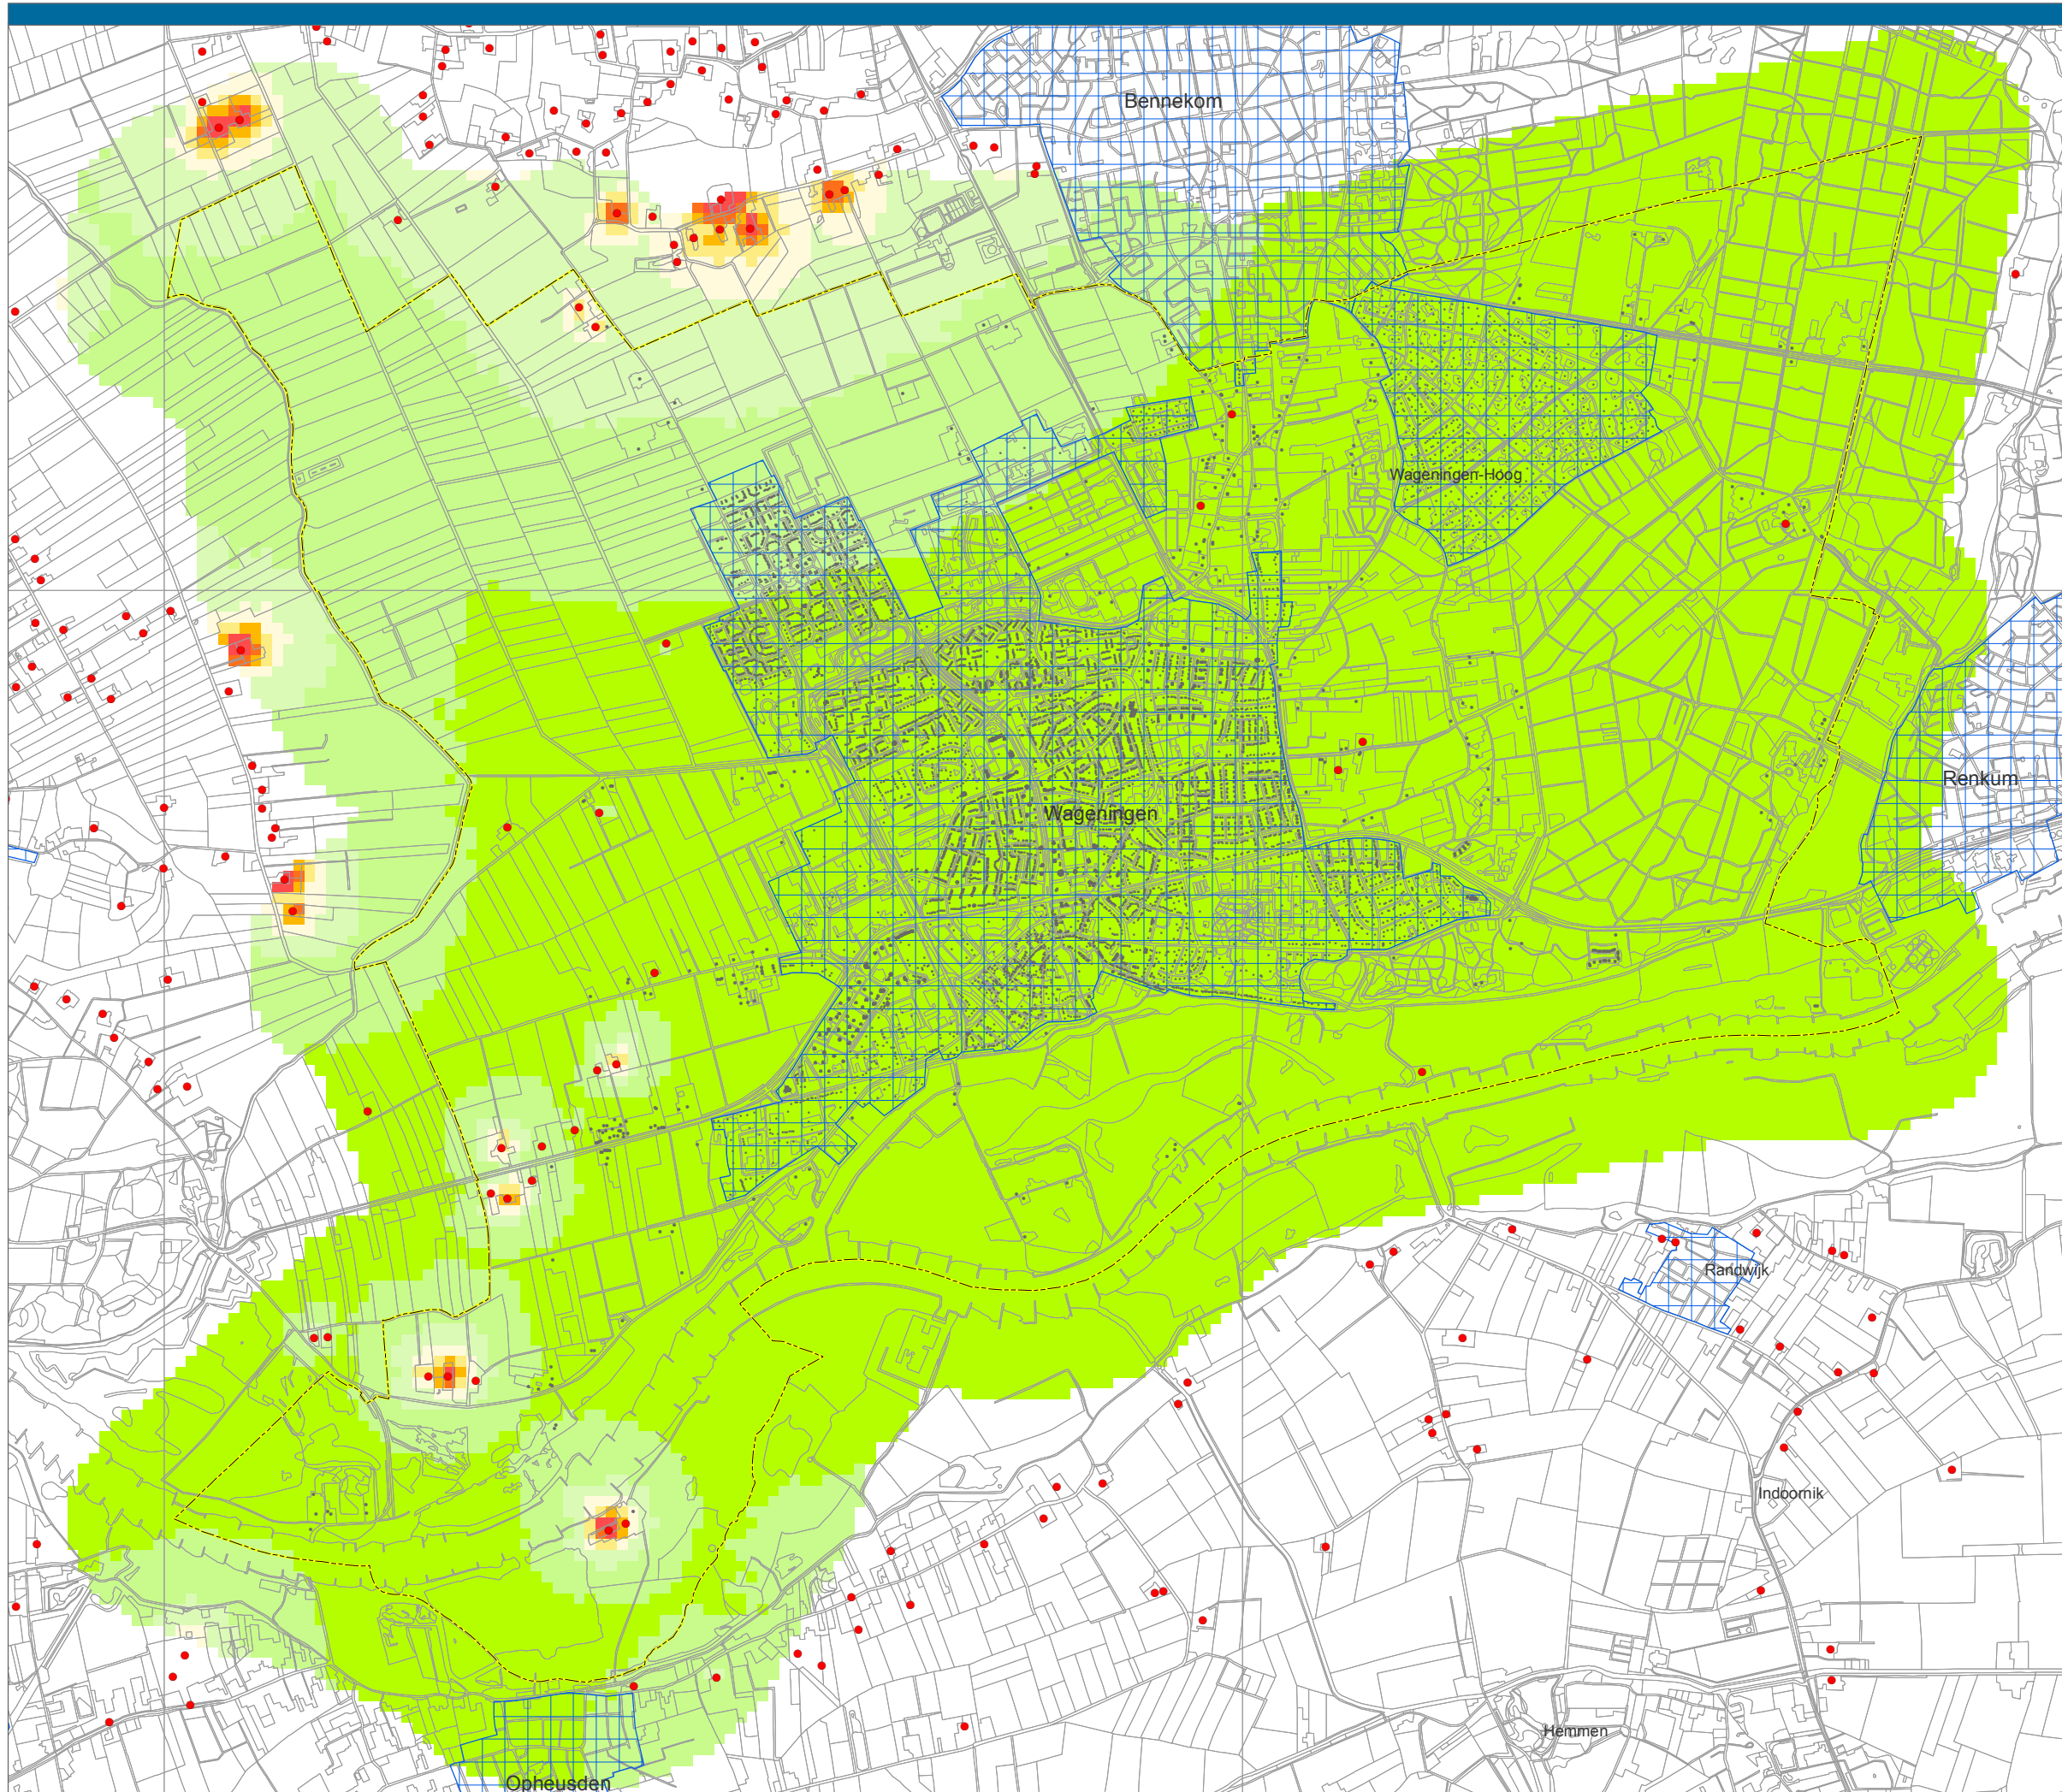 Bennekom
Wageningen-Hoog
Renkum
Wageningen
Randwijk
Indoornik
Hemmen
Opheusden